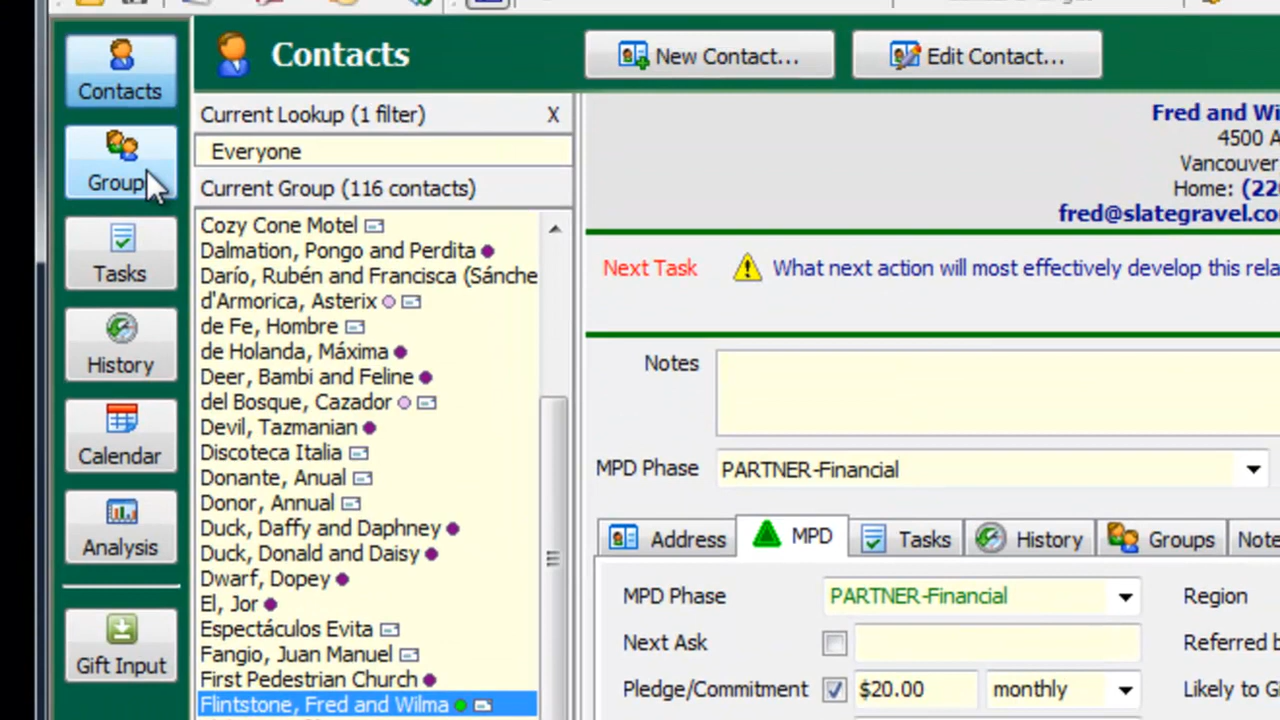 Contacts
Groups
Tasks
History
Calendar
Analysis
Gift Input
Contacts
New Contact...
Edit Contact...
Current Lookup (1 filter)
X
Everyone
Current Group (116 contacts)
Cozy Cone Motel
Dalmation, Pongo and Perdita
Darío, Rubén and Francisca (Sánche
d'Armorica, Asterix
de Fe, Hombre
de Holanda, Máxima
Deer, Bambi and Feline
del Bosque, Cazador
Devil, Tazmanian
Discoteca Italia
Donante, Anual
Donor, Annual
Duck, Daffy and Daphney
Duck, Donald and Daisy
Dwarf, Dopey
El, Jor
Espectáculos Evita
Fangio, Juan Manuel
First Pedestrian Church
Flintstone, Fred and Wilma
Fred and Wi
4500 A
Vancouver
Home: (22
fred@slategravel.co
Next Task
What next action will most effectively develop this rela
Notes
MPD Phase PARTNER-Financial
Address MPD Tasks History Groups Note
MPD Phase PARTNER-Financial Region
Next Ask Referred b
Pledge/Commitment $20.00 monthly Likely to G